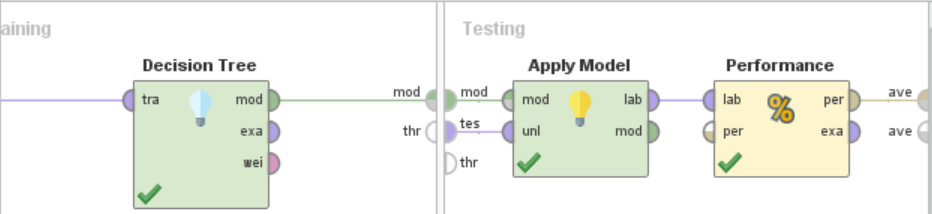 aining
Testing
Decision Tree
tra
mod
exa
wei
mod
thr
Apply Model
mod
tes
thr
mod
unl
lab
mod
Performance
lab
per
%
per
exa
ave
ave